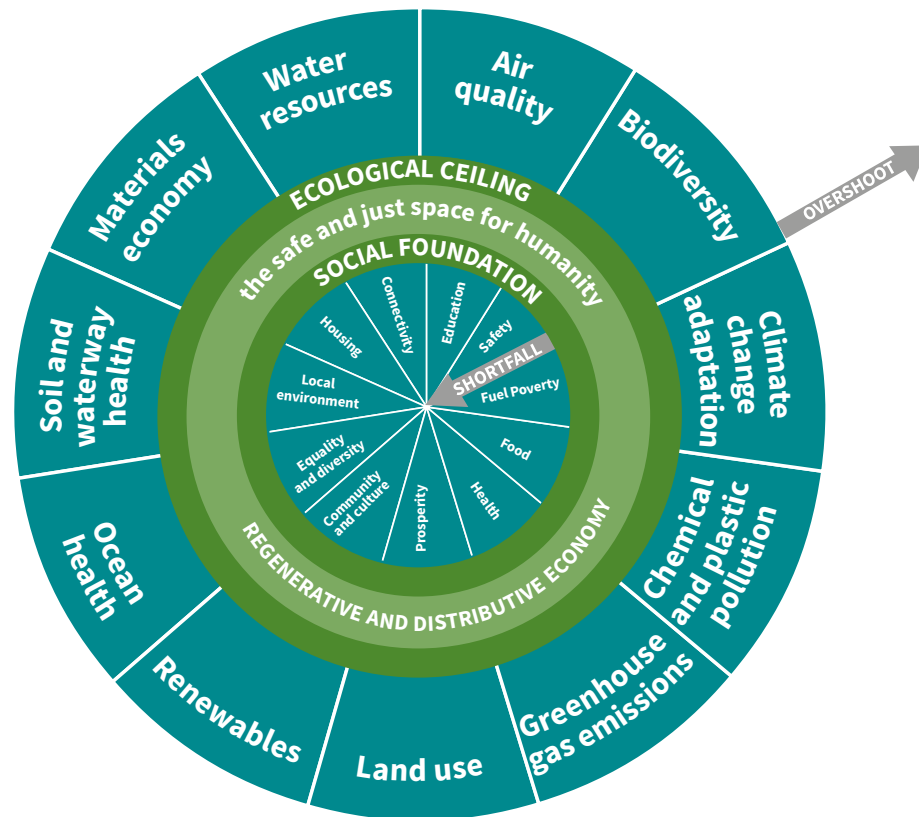 Water
resources
Air
quality
Biodiversity
OVERSHOOT
Climate
change
adaptation
Chemical
and plastic
pollution
Greenhouse
gas emissions
Land use
Renewables
Ocean
health
Soil and
waterway
health
Materials
economy
ECOLOGICAL CEILING
the safe and just space for humanity
SOCIAL FOUNDATION
Connectivity
Education
Safety
SHORTFALL
Fuel Poverty
Food
Health
Prosperity
Community
and culture
Equality
and diversity
Local
environment
Housing
REGENERATIVE AND DISTRIBUTIVE ECONOMY